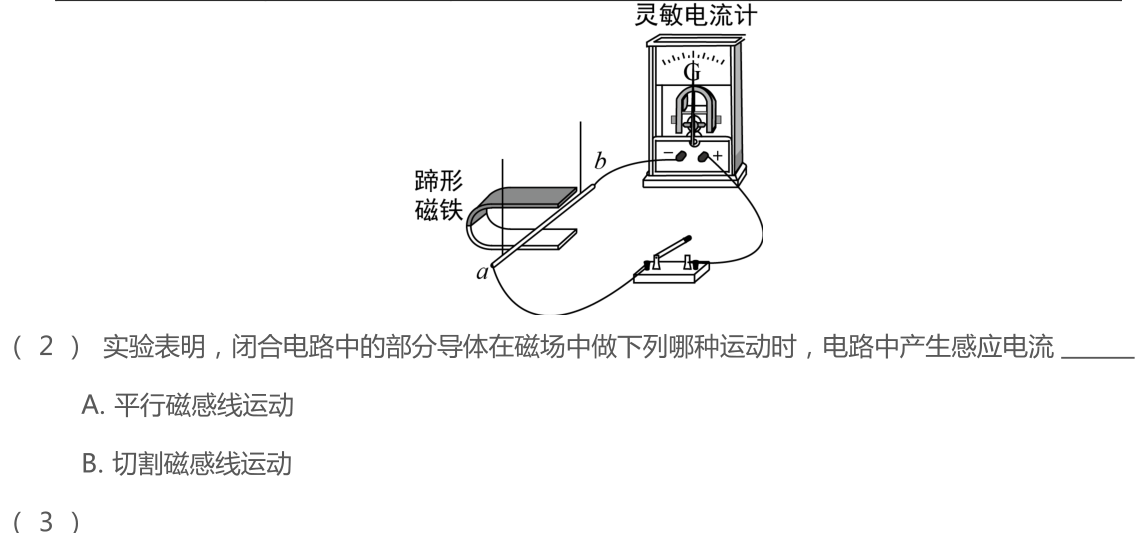 灵敏电流计
G
- +
b
蹄形
磁铁
a
( 2 ) 实验表明，闭合电路中的部分导体在磁场中做下列哪种运动时，电路中产生感应电流 ______
A. 平行磁感线运动
B. 切割磁感线运动
( 3 )